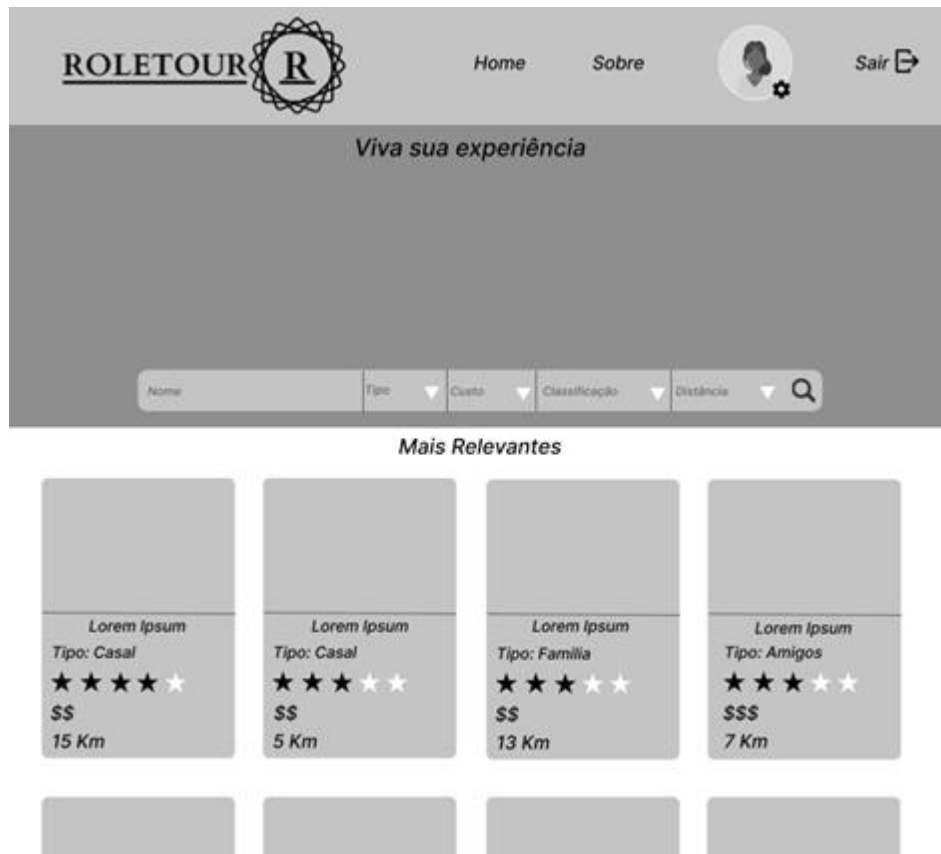 ROLETOUR R Home Sobre Sair
Viva sua experiência
Nome Tipo Custo Classificação Distância
Mais Relevantes
Lorem Ipsum Lorem Ipsum Lorem Ipsum Lorem Ipsum
Tipo: Casal Tipo: Casal Tipo: Familia Tipo: Amigos
$$ $$ $$ $$$
15 Km 5 Km 13 Km 7 Km